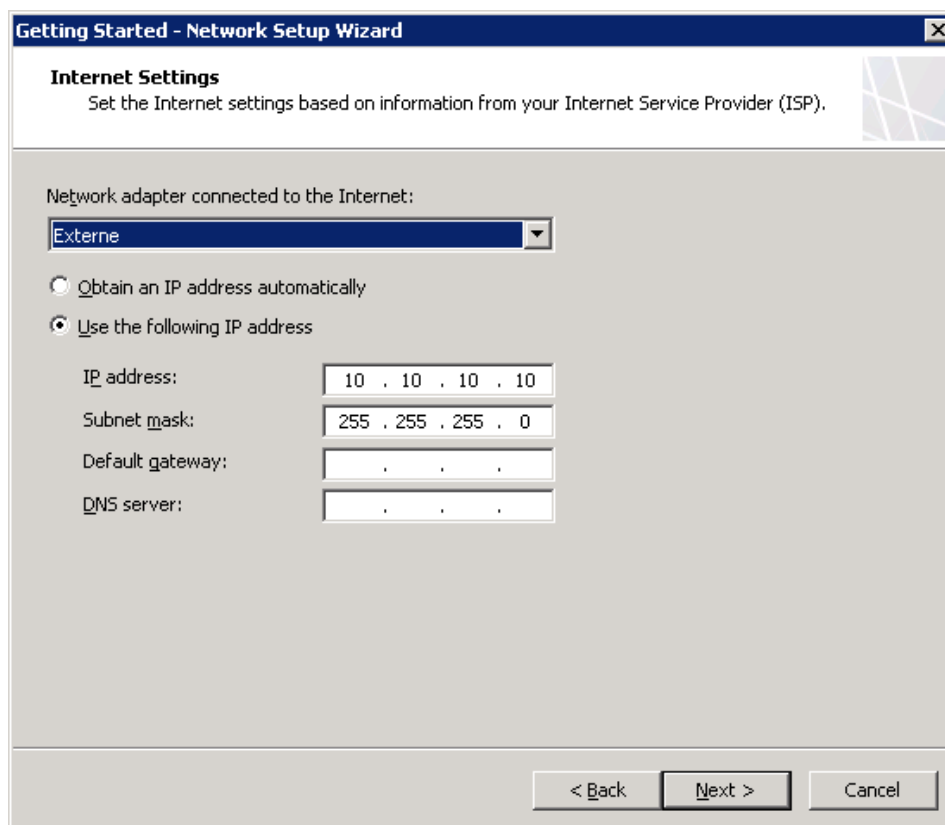 Getting Started - Network Setup Wizard
Internet Settings
Set the Internet settings based on information from your Internet Service Provider (ISP).
Network adapter connected to the Internet:
Externe
Obtain an IP address automatically
Use the following IP address
IP address: 10 . 10 . 10 . 10
Subnet mask: 255 . 255 . 255 . 0
Default gateway: . . .
DNS server: . . .
< Back Next > Cancel